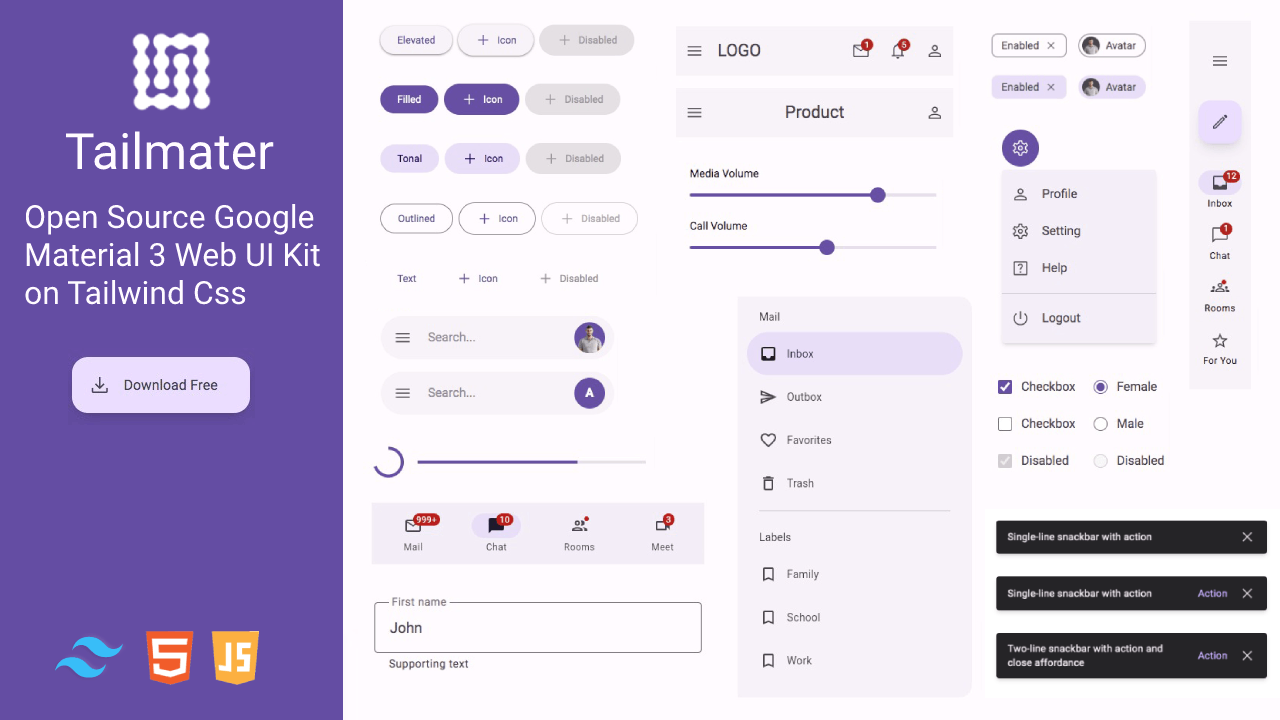 Tailmater
Open Source Google
Material 3 Web UI Kit
on Tailwind Css
Download Free
5
JS
Elevated
Icon
Disabled
Filled
Icon
Disabled
Tonal
Icon
Disabled
Outlined
Icon
Disabled
Text
Icon
Disabled
Search...
Search...
A
999+
10
3
Mail
Chat
Rooms
Meet
First name
John
Supporting text
LOGO
1
5
Product
Media Volume
Call Volume
Mail
Inbox
Outbox
Favorites
Trash
Labels
Family
School
Work
Enabled
Avatar
Enabled
Avatar
Profile
Setting
Help
Logout
Checkbox
Female
Checkbox
Male
Disabled
Disabled
12
Inbox
1
Chat
Rooms
For You
Single-line snackbar with action
Single-line snackbar with action
Action
Two-line snackbar with action and
close affordance
Action